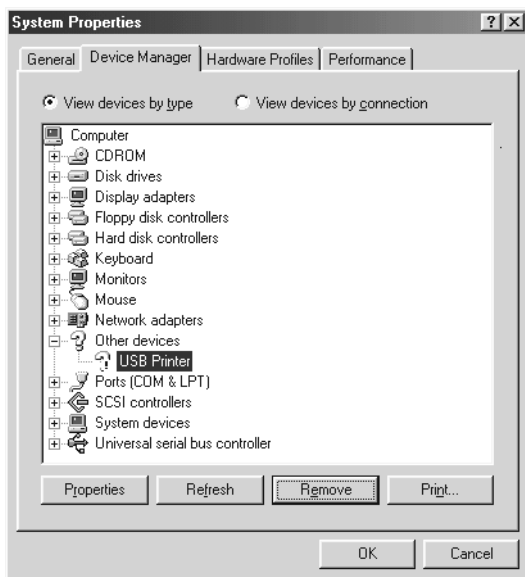 System Properties
General Device Manager Hardware Profiles Performance
View devices by type View devices by connection
Computer
CDROM
Disk drives
Display adapters
Floppy disk controllers
Hard disk controllers
Keyboard
Monitors
Mouse
Network adapters
Other devices
USB Printer
Ports (COM & LPT)
SCSI controllers
System devices
Universal serial bus controller
Properties Refresh Remove Print...
OK Cancel